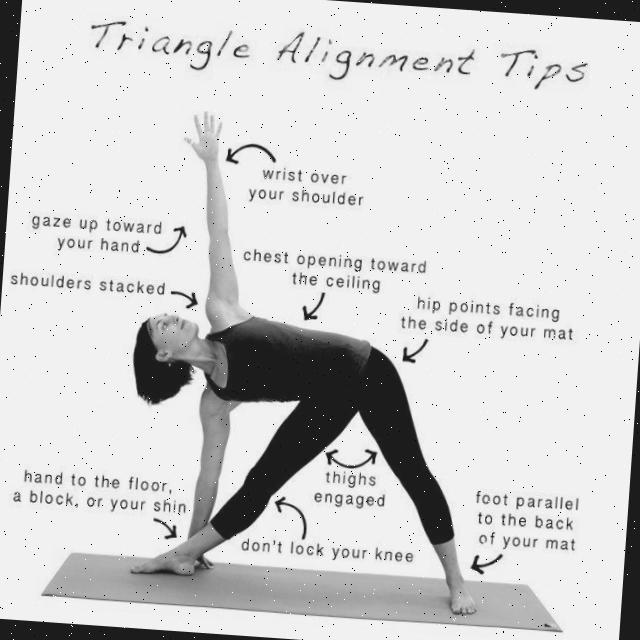 Triangle Alignment Tips
wrist over
your shoulder
gaze up toward
your hand
chest opening toward
the ceiling
shoulders stacked
hip points facing
the side of your mat
hand to the floor,
a block, or your shin
thighs
engaged
foot parallel
to the back
of your mat
don't lock your knee